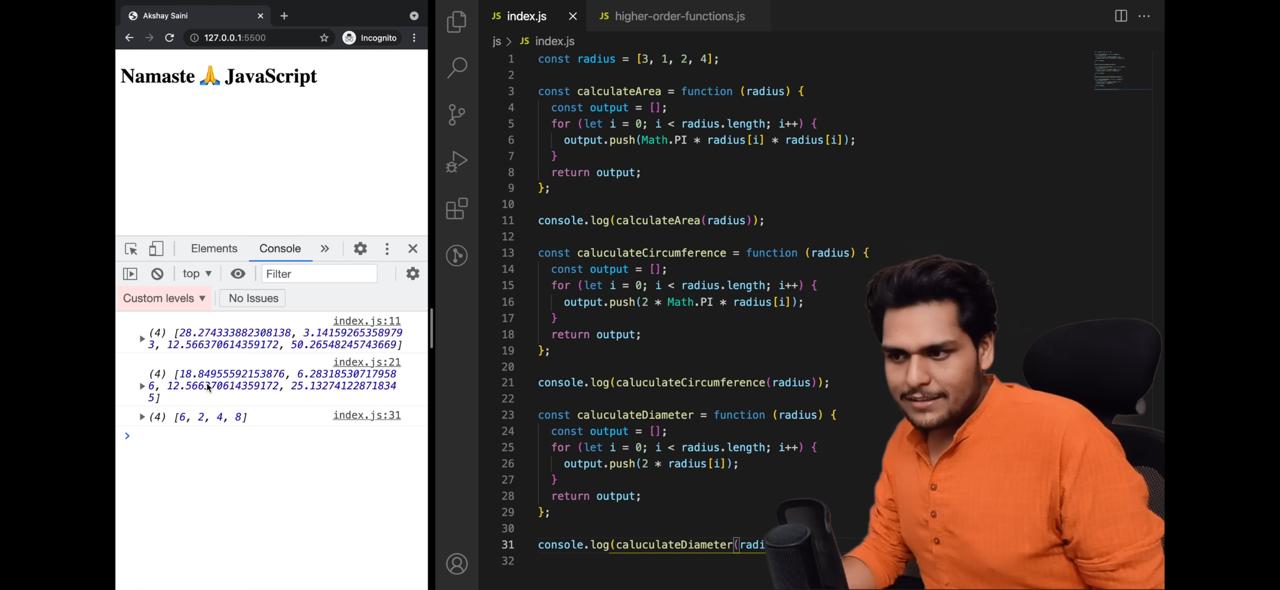 Akshay Saini
127.0.0.1:5500
Incognito
Namaste 🙏 JavaScript
Elements
Console
»
top
Filter
Custom levels
No Issues
index.js:11
(4) [28.274333882308138, 3.14159265358979
3, 12.566370614359172, 50.26548245743669]
index.js:21
(4) [18.84955592153876, 6.28318530717958
6, 12.566370614359172, 25.13274122871834
5]
(4) [6, 2, 4, 8]
index.js:31
JS index.js
JS higher-order-functions.js
js > JS index.js
1 const radius = [3, 1, 2, 4];
2
3 const calculateArea = function (radius) {
4 const output = [];
5 for (let i = 0; i < radius.length; i++) {
6 output.push(Math.PI * radius[i] * radius[i]);
7 }
8 return output;
9 };
10
11 console.log(calculateArea(radius));
12
13 const caluculateCircumference = function (radius) {
14 const output = [];
15 for (let i = 0; i < radius.length; i++) {
16 output.push(2 * Math.PI * radius[i]);
17 }
18 return output;
19 };
20
21 console.log(caluculateCircumference(radius));
22
23 const caluculateDiameter = function (radius) {
24 const output = [];
25 for (let i = 0; i < radius.length; i++) {
26 output.push(2 * radius[i]);
27 }
28 return output;
29 };
30
31 console.log(caluculateDiameter(radi
32